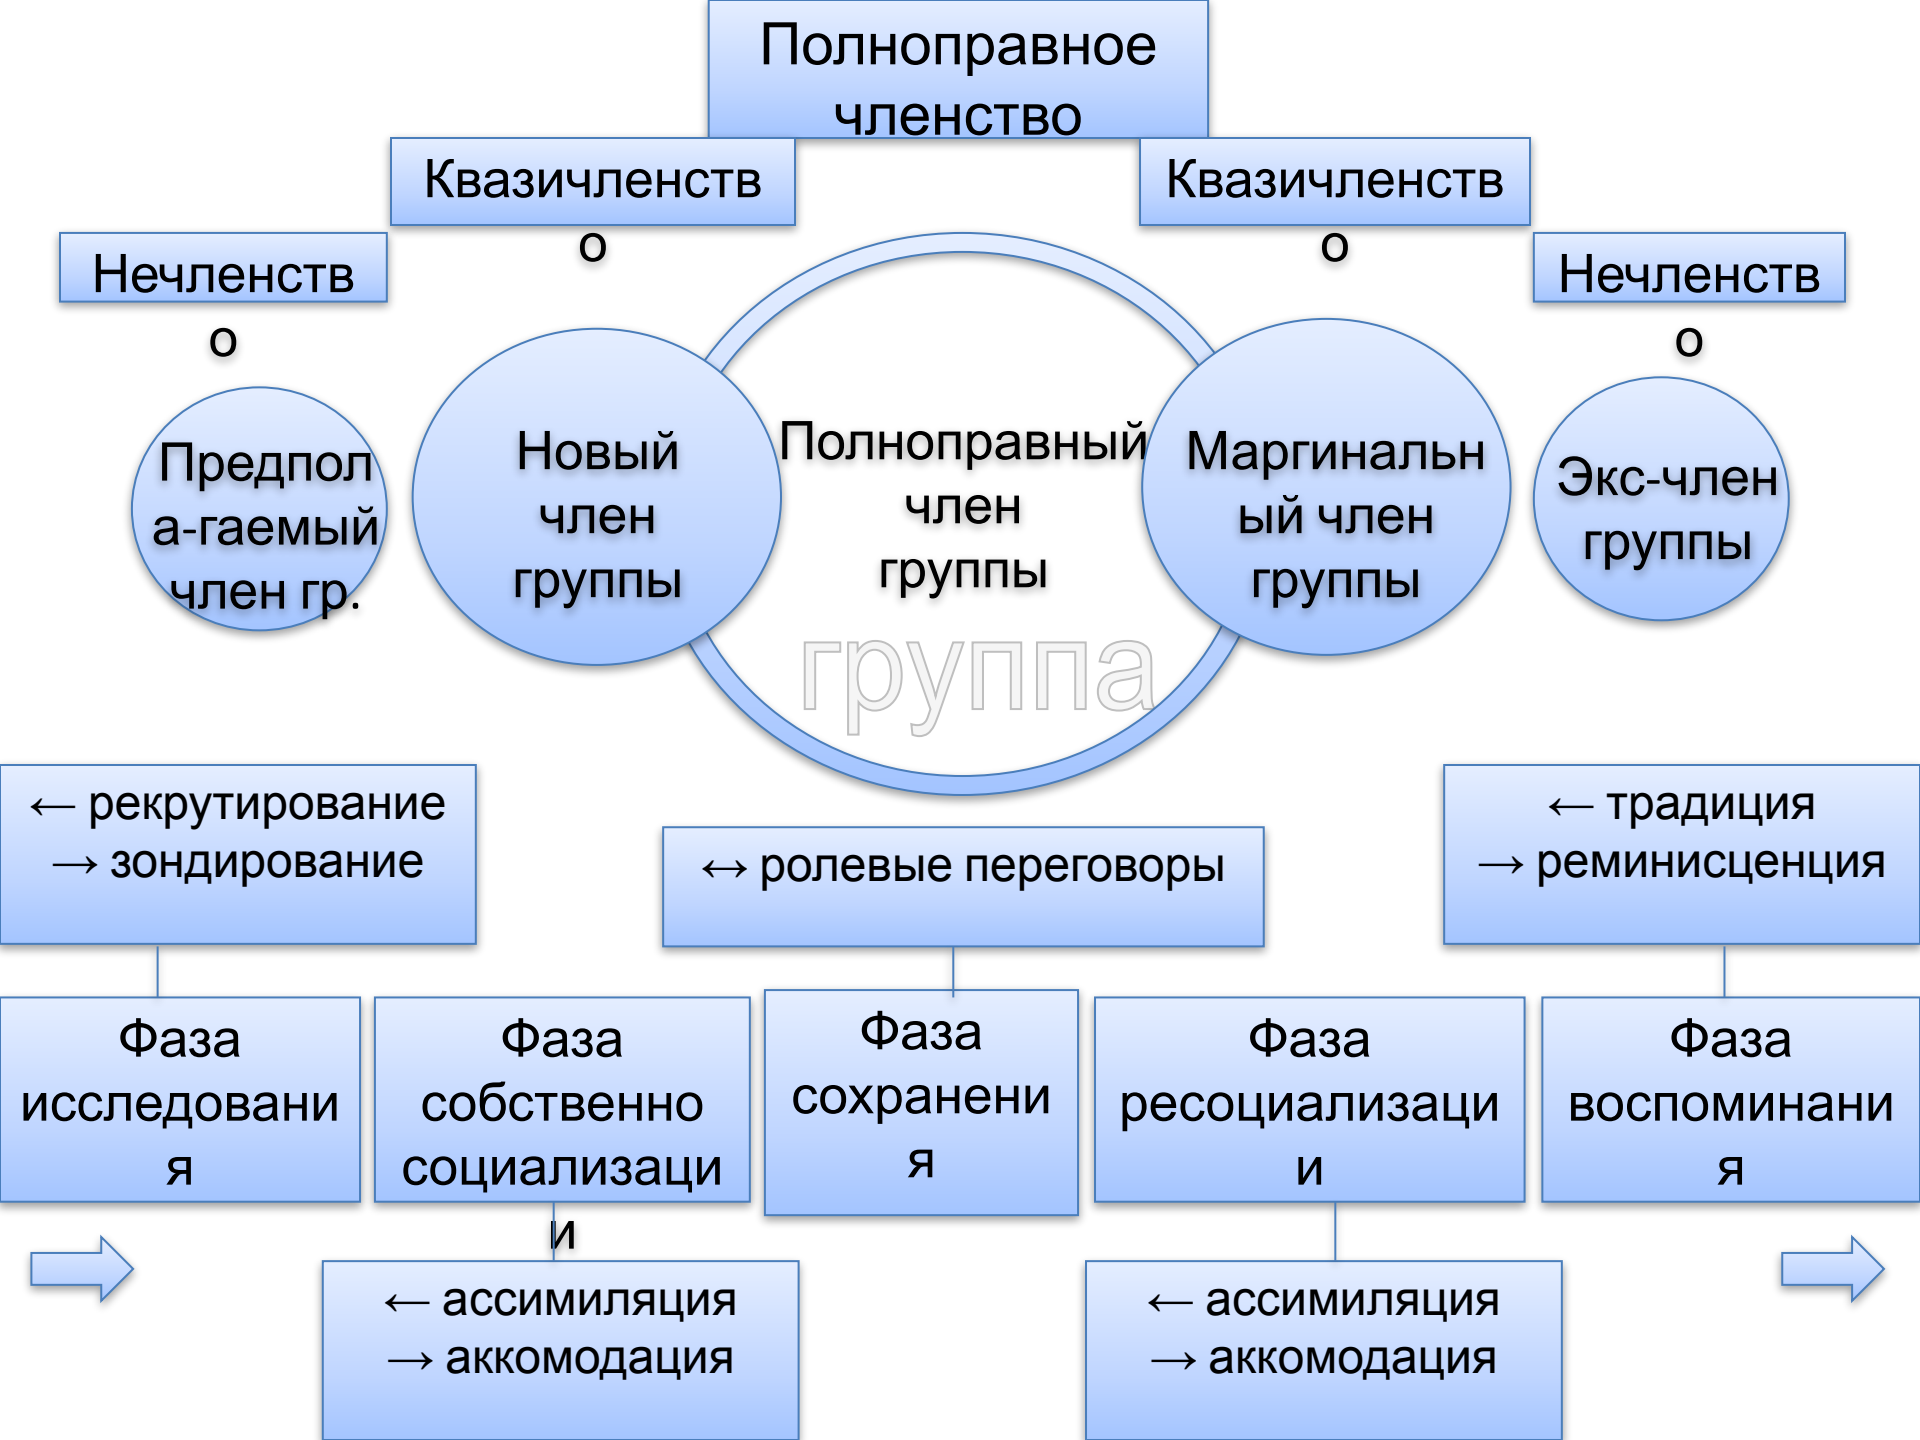 Полноправное
членство
Квазичленств
о
Квазичленств
о
Нечленств
о
Нечленств
о
Предпол
а-гаемый
член гр.
Новый
член
группы
Полноправный
член
группы
Маргинальн
ый член
группы
Экс-член
группы
группа
← рекрутирование
→ зондирование
↔ ролевые переговоры
← традиция
→ реминисценция
Фаза
исследовани
я
Фаза
собственно
социализаци
и
Фаза
сохранени
я
Фаза
ресоциализаци
и
Фаза
воспоминани
я
← ассимиляция
→ аккомодация
← ассимиляция
→ аккомодация